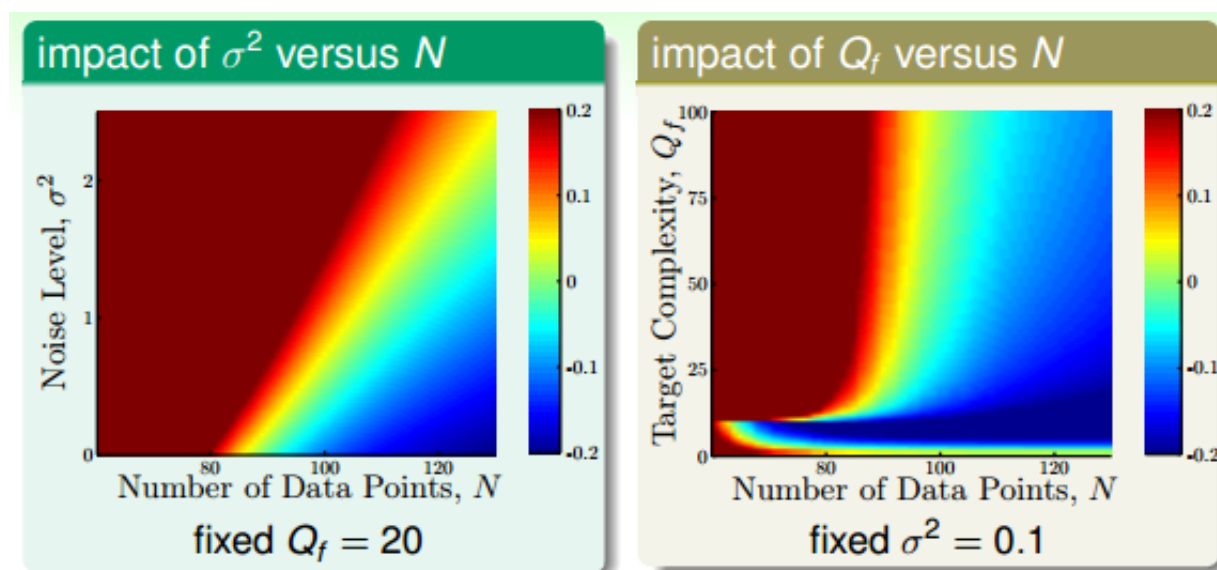 impact of σ² versus N
0.2
0.1
0
-0.1
-0.2
2
1
0
Noise Level, σ²
80 100 120
Number of Data Points, N
fixed Q_f = 20
impact of Q_f versus N
0.2
0.1
0
-0.1
-0.2
100
75
50
25
0
Target Complexity, Q_f
80 100 120
Number of Data Points, N
fixed σ² = 0.1